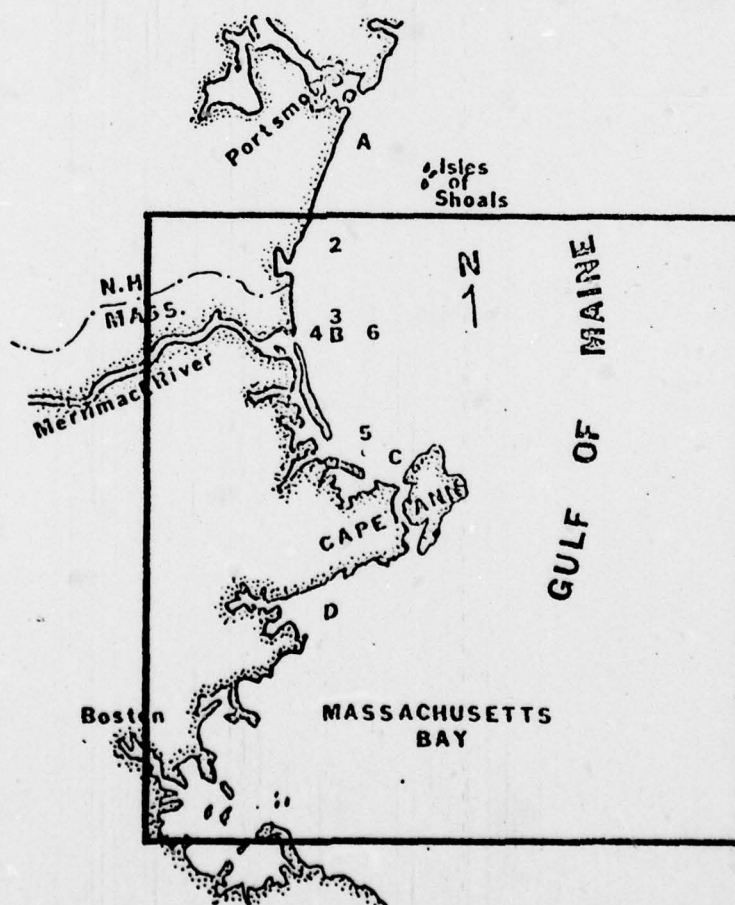 Portsmo
A
Isles
of
Shoals
2
N
N.H
MASS.
3
4 B 6
Merrimack River
GULF OF MAINE
5
C
CAPE ANN
D
Boston
MASSACHUSETTS
BAY